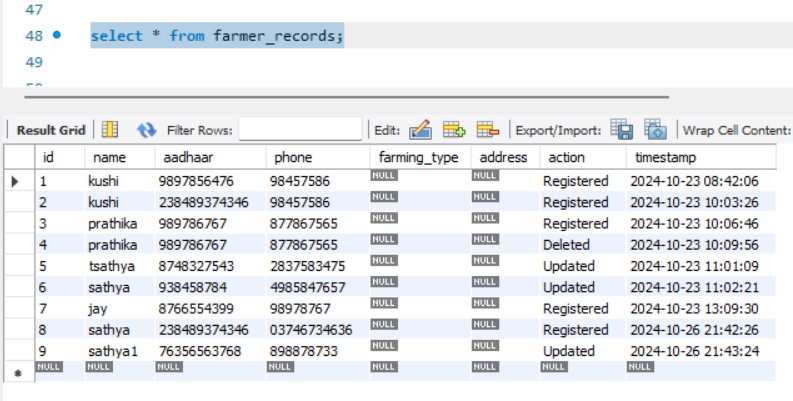 47
48 select * from farmer_records;
49
Result Grid Filter Rows: Edit: Export/Import: Wrap Cell Content:
id name aadhaar phone farming_type address action timestamp
1 kushi 9897856476 98457586 NULL NULL Registered 2024-10-23 08:42:06
2 kushi 238489374346 98457586 NULL NULL Registered 2024-10-23 10:03:26
3 prathika 989786767 877867565 NULL NULL Registered 2024-10-23 10:06:46
4 prathika 989786767 877867565 NULL NULL Deleted 2024-10-23 10:09:56
5 tsathya 8748327543 2837583475 NULL NULL Updated 2024-10-23 11:01:09
6 sathya 938458784 4985847657 NULL NULL Updated 2024-10-23 11:02:21
7 jay 8766554399 98978767 NULL NULL Registered 2024-10-23 13:09:30
8 sathya 238489374346 03746734636 NULL NULL Registered 2024-10-26 21:42:26
9 sathya1 76356563768 898878733 NULL NULL Updated 2024-10-26 21:43:24
NULL NULL NULL NULL NULL NULL NULL NULL